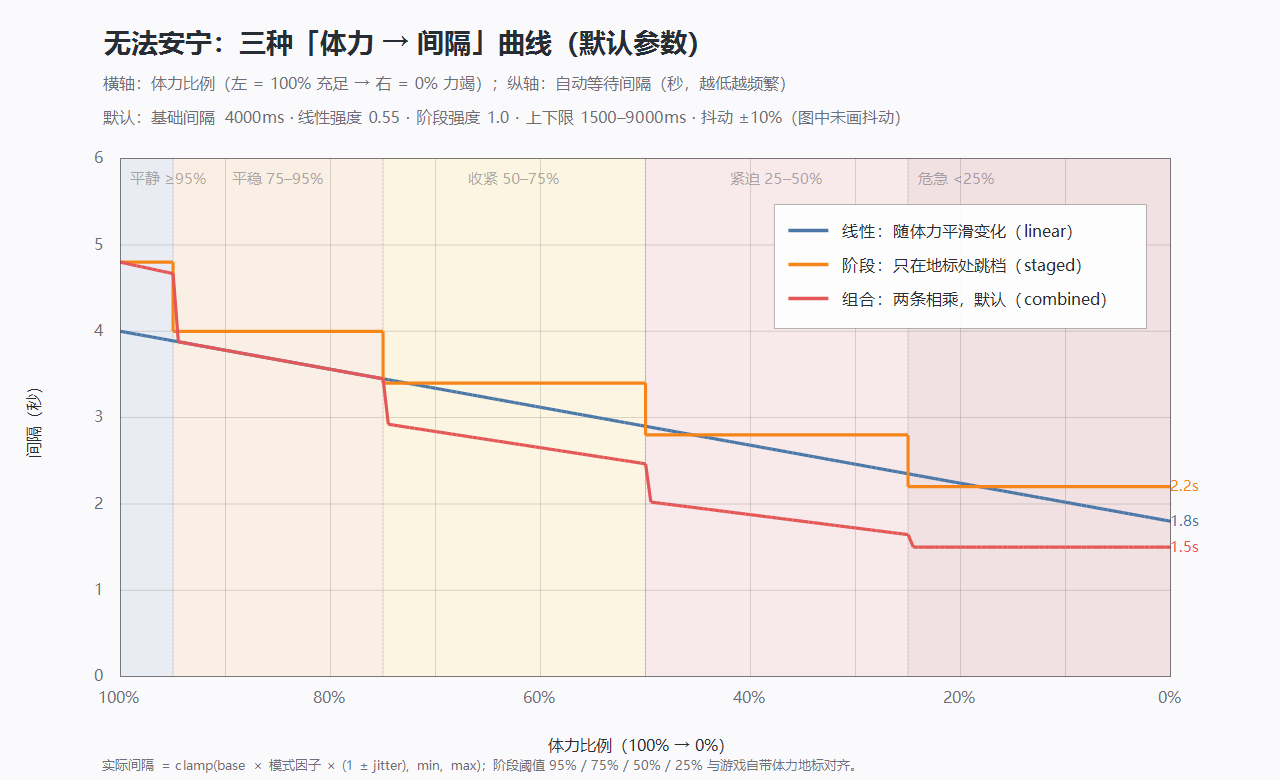 无法安宁：三种「体力 → 间隔」曲线（默认参数）
横轴：体力比例（左 = 100% 充足 → 右 = 0% 力竭）；纵轴：自动等待间隔（秒，越低越频繁）
默认：基础间隔 4000ms · 线性强度 0.55 · 阶段强度 1.0 · 上下限 1500–9000ms · 抖动 ±10%（图中未画抖动）
平静 ≥95%
平稳 75–95%
收紧 50–75%
紧迫 25–50%
危急 <25%
线性：随体力平滑变化（linear）
阶段：只在地标处跳档（staged）
组合：两条相乘，默认（combined）
6
5
4
3
2
1
0
间隔（秒）
2.2s
1.8s
1.5s
100%
80%
60%
40%
20%
0%
体力比例（100% → 0%）
实际间隔 = clamp(base × 模式因子 × (1 ± jitter), min, max)；阶段阈值 95% / 75% / 50% / 25% 与游戏自带体力地标对齐。